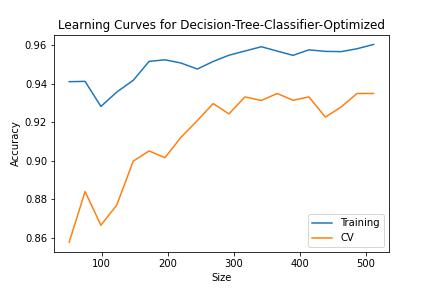 Learning Curves for Decision-Tree-Classifier-Optimized
0.96
0.94
0.92
0.90
0.88
0.86
Accuracy
Training
CV
100
200
300
400
500
Size